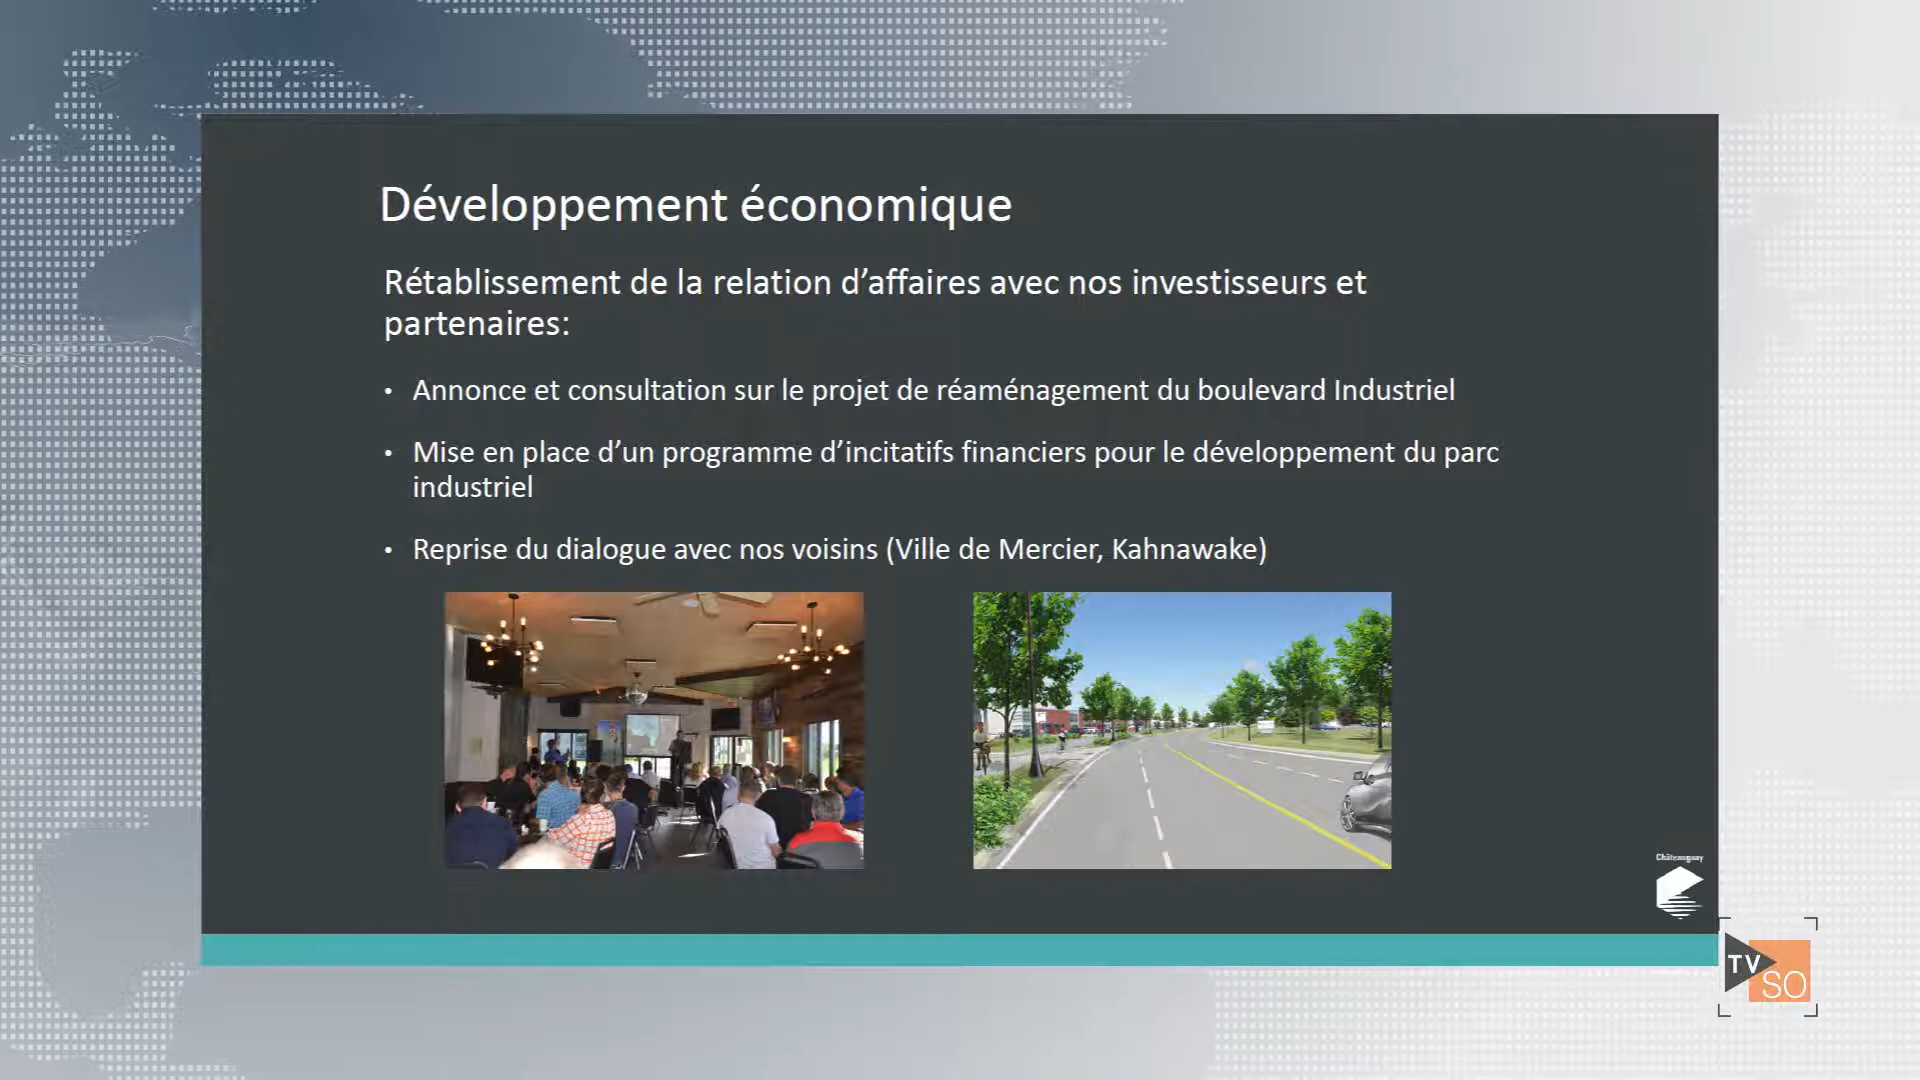 Développement économique
Rétablissement de la relation d’affaires avec nos investisseurs et
partenaires:
• Annonce et consultation sur le projet de réaménagement du boulevard Industriel
• Mise en place d’un programme d’incitatifs financiers pour le développement du parc
industriel
• Reprise du dialogue avec nos voisins (Ville de Mercier, Kahnawake)
Châteauguay
TV
SO